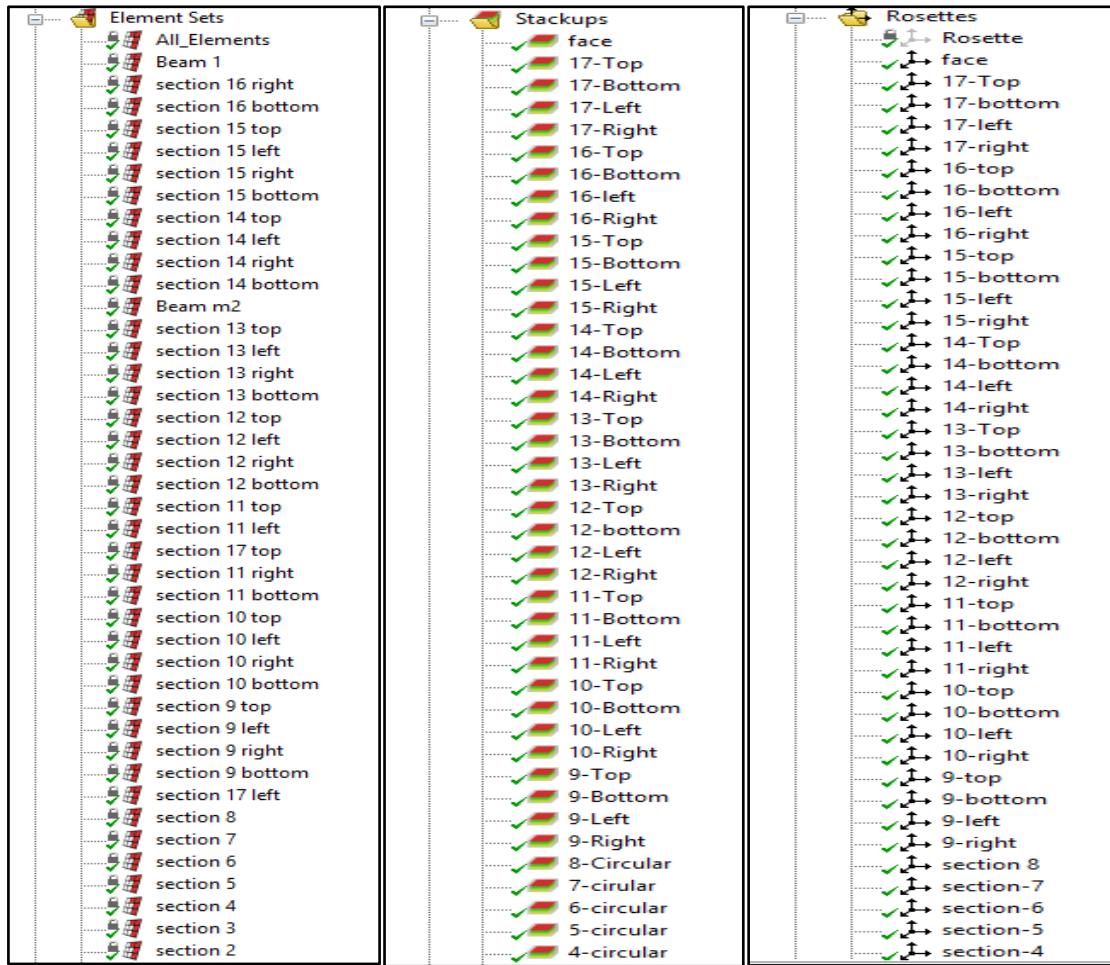 Element Sets
All_Elements
Beam 1
section 16 right
section 16 bottom
section 15 top
section 15 left
section 15 right
section 15 bottom
section 14 top
section 14 left
section 14 right
section 14 bottom
Beam m2
section 13 top
section 13 left
section 13 right
section 13 bottom
section 12 top
section 12 left
section 12 right
section 12 bottom
section 11 top
section 11 left
section 17 top
section 11 right
section 11 bottom
section 10 top
section 10 left
section 10 right
section 10 bottom
section 9 top
section 9 left
section 9 right
section 9 bottom
section 17 left
section 8
section 7
section 6
section 5
section 4
section 3
section 2
Stackups
face
17-Top
17-Bottom
17-Left
17-Right
16-Top
16-Bottom
16-left
16-Right
15-Top
15-Bottom
15-Left
15-Right
14-Top
14-Bottom
14-Left
14-Right
13-Top
13-Bottom
13-Left
13-Right
12-Top
12-bottom
12-Left
12-Right
11-Top
11-Bottom
11-Left
11-Right
10-Top
10-Bottom
10-Left
10-Right
9-Top
9-Bottom
9-Left
9-Right
8-Circular
7-cirular
6-circular
5-circular
4-circular
Rosettes
Rosette
face
17-Top
17-bottom
17-left
17-right
16-top
16-bottom
16-left
16-right
15-top
15-bottom
15-left
15-right
14-Top
14-bottom
14-left
14-right
13-Top
13-bottom
13-left
13-right
12-top
12-bottom
12-left
12-right
11-top
11-bottom
11-left
11-right
10-top
10-bottom
10-left
10-right
9-top
9-bottom
9-left
9-right
section 8
section-7
section-6
section-5
section-4